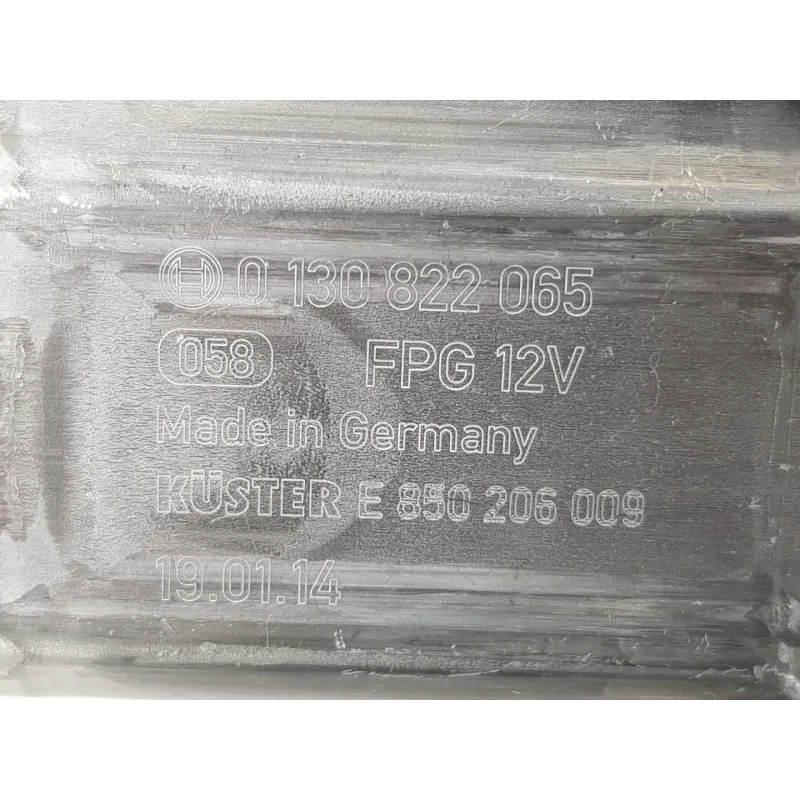 0 130 822 065
058 FPG 12V
Made in Germany
KÜSTER E 850 206 009
19.01.14